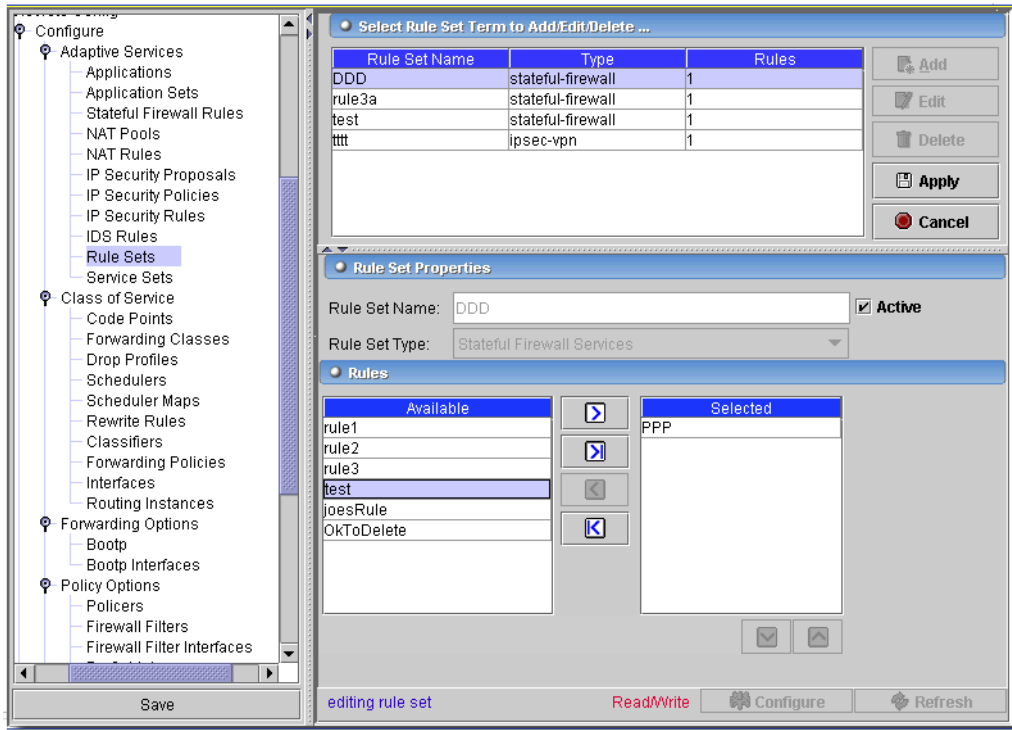 Configure
Adaptive Services
Applications
Application Sets
Stateful Firewall Rules
NAT Pools
NAT Rules
IP Security Proposals
IP Security Policies
IP Security Rules
IDS Rules
Rule Sets
Service Sets
Class of Service
Code Points
Forwarding Classes
Drop Profiles
Schedulers
Scheduler Maps
Rewrite Rules
Classifiers
Forwarding Policies
Interfaces
Routing Instances
Forwarding Options
Bootp
Bootp Interfaces
Policy Options
Policers
Firewall Filters
Firewall Filter Interfaces
Save
Select Rule Set Term to Add/Edit/Delete ...
Rule Set Name Type Rules
DDD stateful-firewall 1
rule3a stateful-firewall 1
test stateful-firewall 1
tttt ipsec-vpn 1
Add
Edit
Delete
Apply
Cancel
Rule Set Properties
Rule Set Name: DDD Active
Rule Set Type: Stateful Firewall Services
Rules
Available
rule1
rule2
rule3
test
joesRule
OkToDelete
Selected
PPP
editing rule set Read/Write Configure Refresh